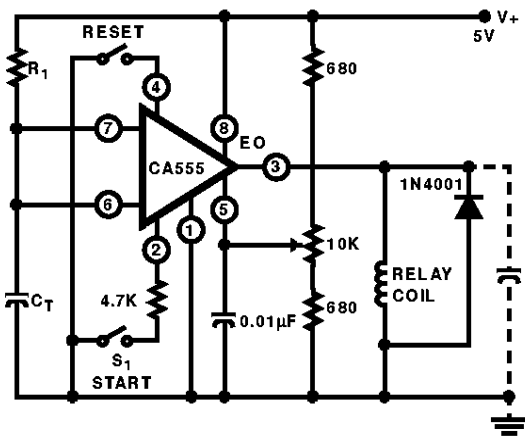 V+
5V
RESET
R1
680
4
7
8
EO
CA555
3
6
5
1
2
1N4001
10K
RELAY
COIL
4.7K
CT
0.01µF
680
S1
START